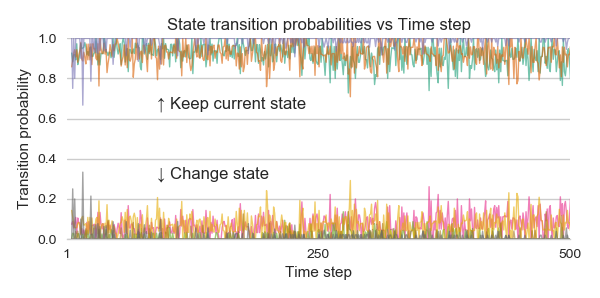 State transition probabilities vs Time step
Transition probability
1.0
0.8
0.6
0.4
0.2
0.0
↑ Keep current state
↓ Change state
1
250
500
Time step